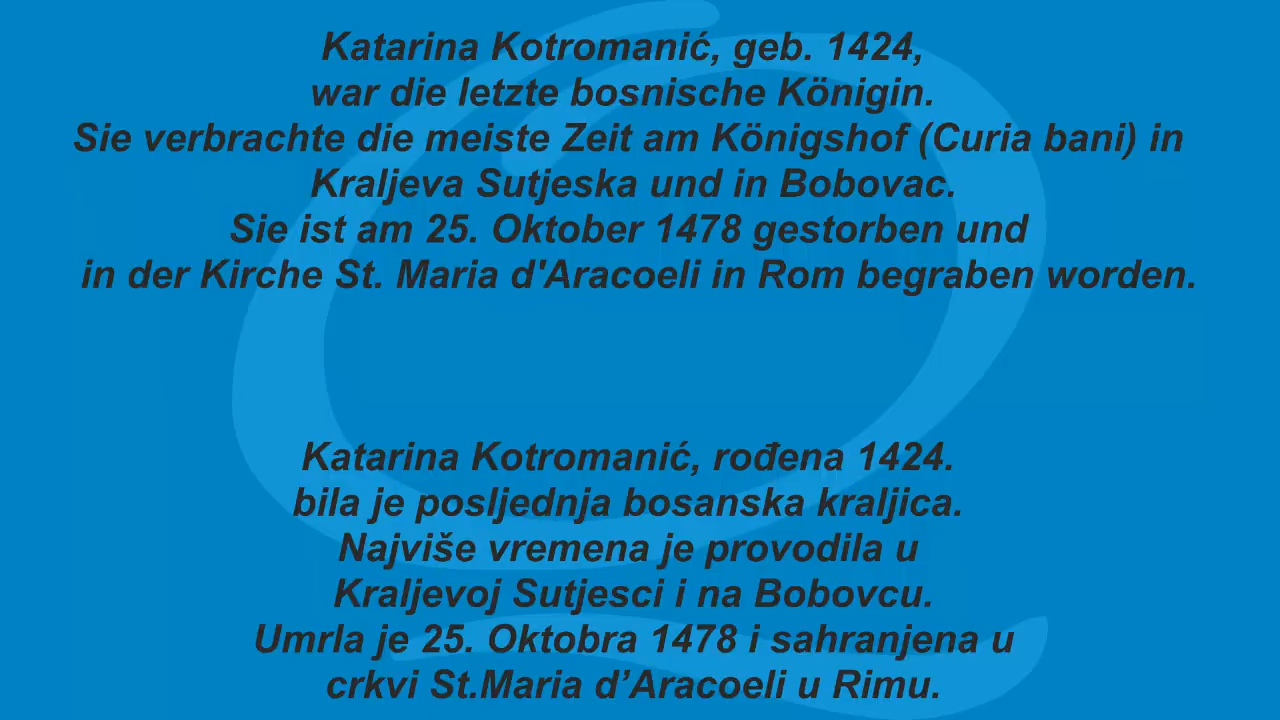 Katarina Kotromanić, geb. 1424,
war die letzte bosnische Königin.
Sie verbrachte die meiste Zeit am Königshof (Curia bani) in
Kraljeva Sutjeska und in Bobovac.
Sie ist am 25. Oktober 1478 gestorben und
in der Kirche St. Maria d'Aracoeli in Rom begraben worden.
Katarina Kotromanić, rođena 1424.
bila je posljednja bosanska kraljica.
Najviše vremena je provodila u
Kraljevoj Sutjesci i na Bobovcu.
Umrla je 25. Oktobra 1478 i sahranjena u
crkvi St.Maria d’Aracoeli u Rimu.